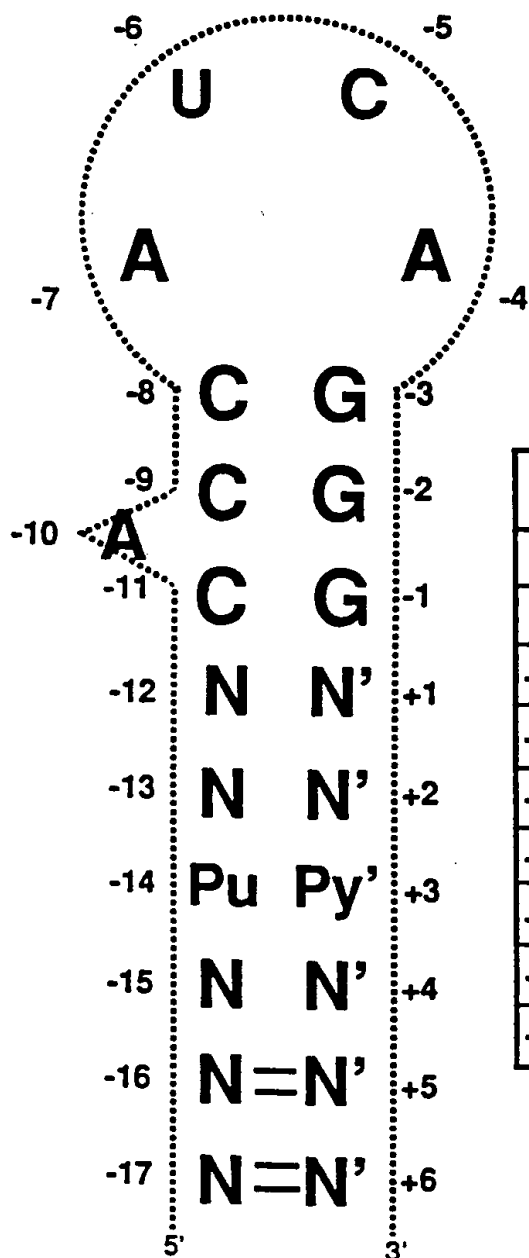 -6 -5
U C
A A
-7 -4
-8 C G -3
-9 C G -2
-10 A
-11 C G -1
-12 N N' +1
-13 N N' +2
-14 Pu Py' +3
-15 N N' +4
-16 N=N' +5
-17 N=N' +6
5' 3'